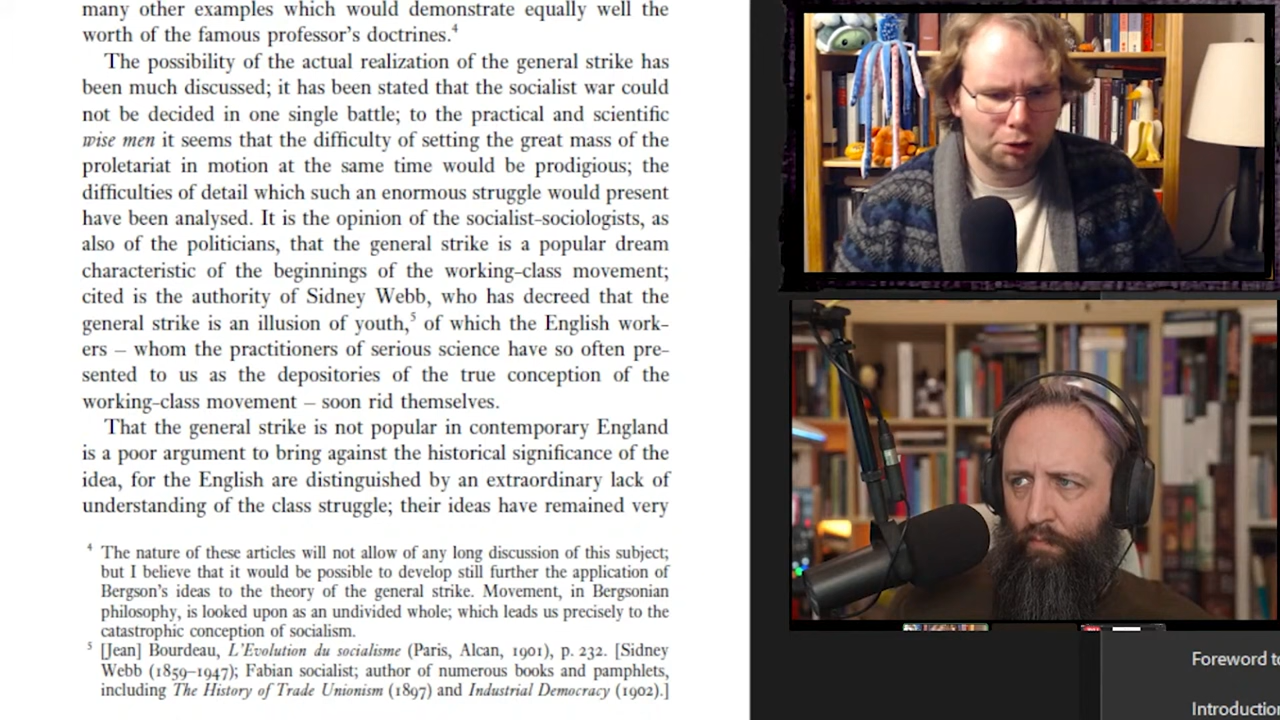 many other examples which would demonstrate equally well the
worth of the famous professor's doctrines.⁴
The possibility of the actual realization of the general strike has
been much discussed; it has been stated that the socialist war could
not be decided in one single battle; to the practical and scientific
wise men it seems that the difficulty of setting the great mass of the
proletariat in motion at the same time would be prodigious; the
difficulties of detail which such an enormous struggle would present
have been analysed. It is the opinion of the socialist-sociologists, as
also of the politicians, that the general strike is a popular dream
characteristic of the beginnings of the working-class movement;
cited is the authority of Sidney Webb, who has decreed that the
general strike is an illusion of youth,⁵ of which the English work-
ers – whom the practitioners of serious science have so often pre-
sented to us as the depositories of the true conception of the
working-class movement – soon rid themselves.
That the general strike is not popular in contemporary England
is a poor argument to bring against the historical significance of the
idea, for the English are distinguished by an extraordinary lack of
understanding of the class struggle; their ideas have remained very
⁴ The nature of these articles will not allow of any long discussion of this subject;
but I believe that it would be possible to develop still further the application of
Bergson's ideas to the theory of the general strike. Movement, in Bergsonian
philosophy, is looked upon as an undivided whole; which leads us precisely to the
catastrophic conception of socialism.
⁵ [Jean] Bourdeau, L'Evolution du socialisme (Paris, Alcan, 1901), p. 232. [Sidney
Webb (1859–1947); Fabian socialist; author of numerous books and pamphlets,
including The History of Trade Unionism (1897) and Industrial Democracy (1902).]
Foreword to
Introduction